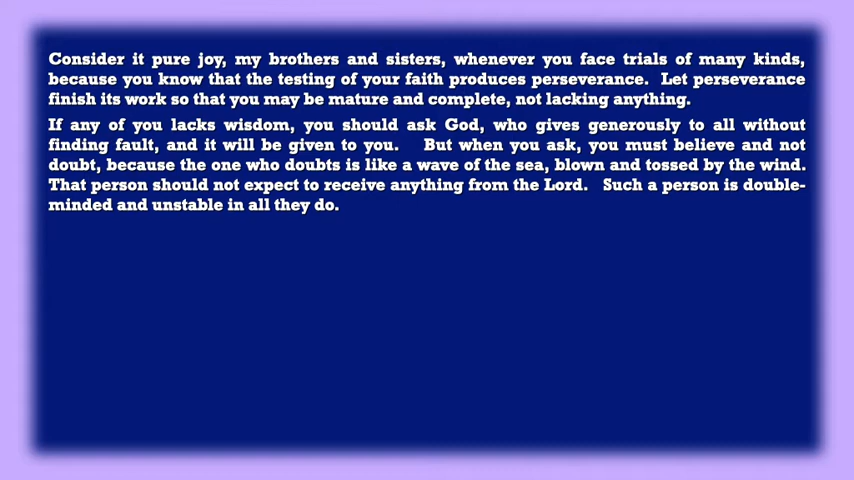 Consider it pure joy, my brothers and sisters, whenever you face trials of many kinds,
because you know that the testing of your faith produces perseverance. Let perseverance
finish its work so that you may be mature and complete, not lacking anything.
If any of you lacks wisdom, you should ask God, who gives generously to all without
finding fault, and it will be given to you. But when you ask, you must believe and not
doubt, because the one who doubts is like a wave of the sea, blown and tossed by the wind.
That person should not expect to receive anything from the Lord. Such a person is double-
minded and unstable in all they do.